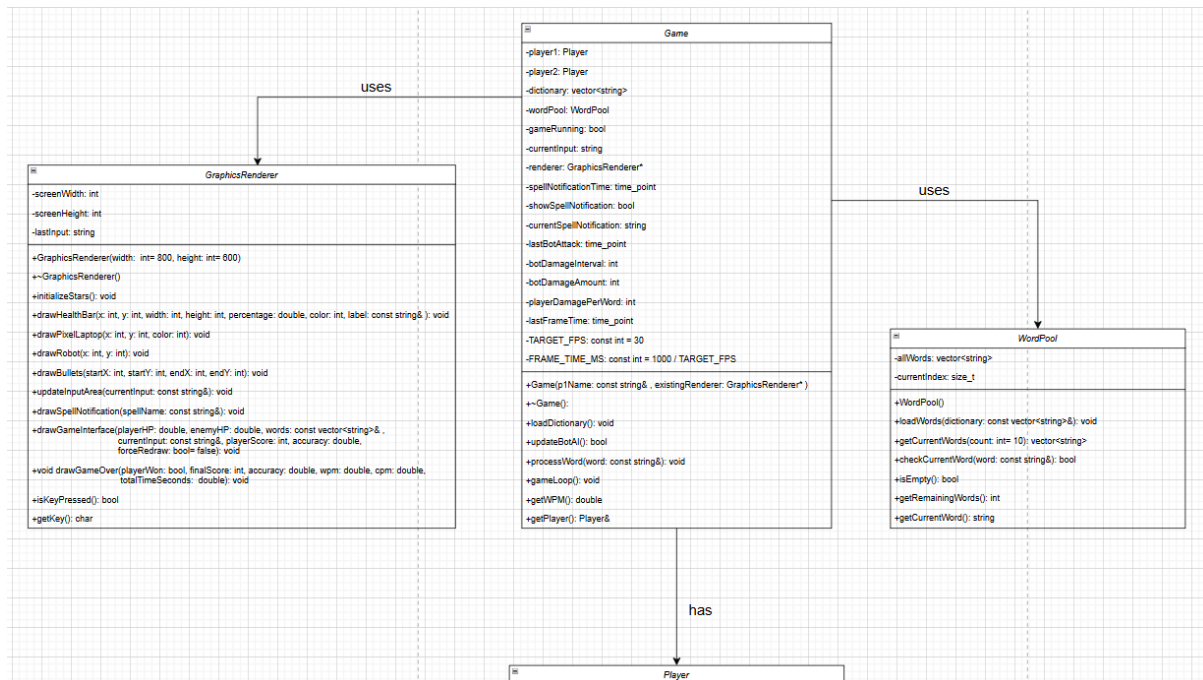 Game
-player1: Player
-player2: Player
-dictionary: vector<string>
-wordPool: WordPool
-gameRunning: bool
-currentInput: string
-renderer: GraphicsRenderer*
-spellNotificationTime: time_point
-showSpellNotification: bool
-currentSpellNotification: string
-lastBotAttack: time_point
-botDamageInterval: int
-botDamageAmount: int
-playerDamagePerWord: int
-lastFrameTime: time_point
-TARGET_FPS: const int = 30
-FRAME_TIME_MS: const int = 1000 / TARGET_FPS
+Game(p1Name: const string& , existingRenderer: GraphicsRenderer* )
+~Game():
+loadDictionary(): void
+updateBotAI(): bool
+processWord(word: const string&): void
+gameLoop(): void
+getWPM(): double
+getPlayer(): Player&
uses
GraphicsRenderer
-screenWidth: int
-screenHeight: int
-lastInput: string
+GraphicsRenderer(width: int= 800, height: int= 600)
+~GraphicsRenderer()
+initializeStars(): void
+drawHealthBar(x: int, y: int, width: int, height: int, percentage: double, color: int, label: const string& ): void
+drawPixelLaptop(x: int, y: int, color: int): void
+drawRobot(x: int, y: int): void
+drawBullets(startX: int, startY: int, endX: int, endY: int): void
+updateInputArea(currentInput: const string&): void
+drawSpellNotification(spellName: const string&): void
+drawGameInterface(playerHP: double, enemyHP: double, words: const vector<string>& ,
currentInput: const string&, playerScore: int, accuracy: double,
forceRedraw: bool= false): void
+void drawGameOver(playerWon: bool, finalScore: int, accuracy: double, wpm: double, cpm: double,
totalTimeSeconds: double): void
+isKeyPressed(): bool
+getKey(): char
uses
WordPool
-allWords: vector<string>
-currentIndex: size_t
+WordPool()
+loadWords(dictionary: const vector<string>&): void
+getCurrentWords(count: int= 10): vector<string>
+checkCurrentWord(word: const string&): bool
+isEmpty(): bool
+getRemainingWords(): int
+getCurrentWord(): string
has
Player